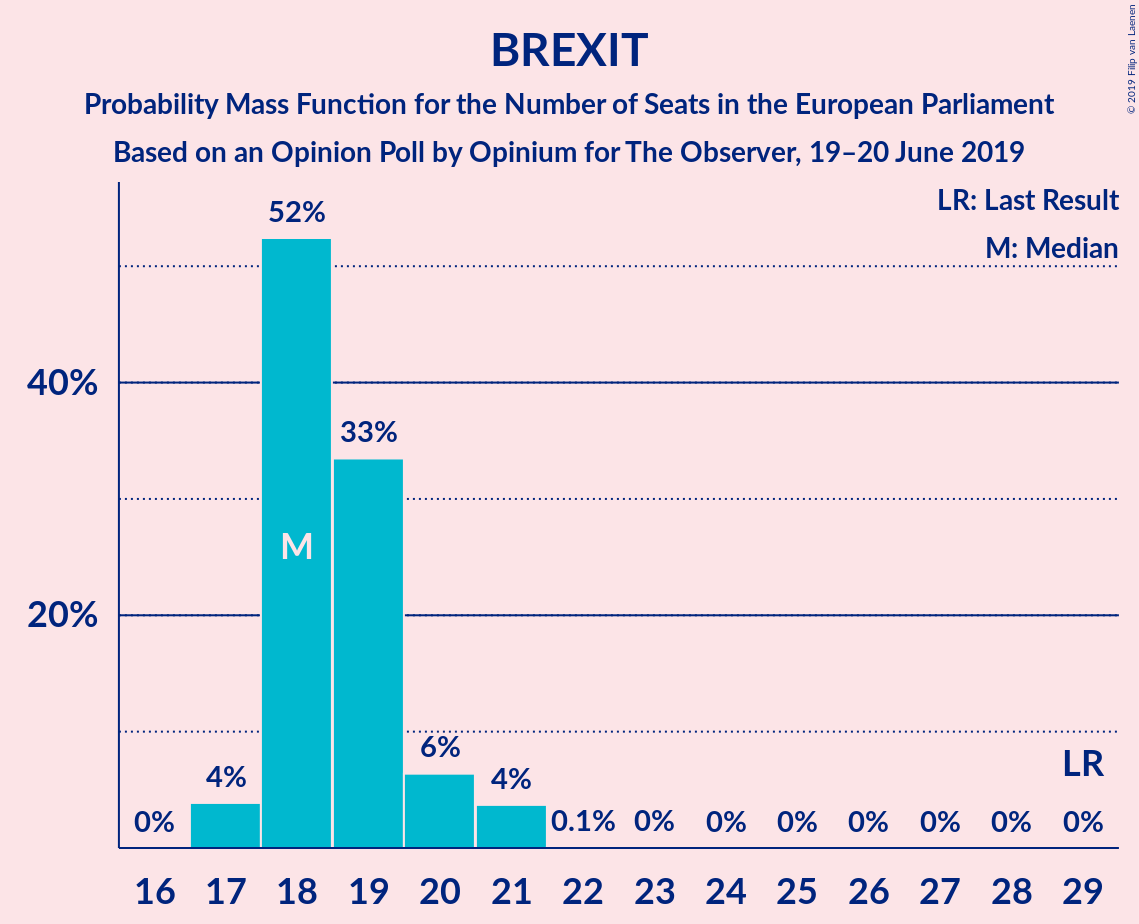 BREXIT
Probability Mass Function for the Number of Seats in the European Parliament
Based on an Opinion Poll by Opinium for The Observer, 19–20 June 2019
© 2019 Filip van Laenen
LR: Last Result
M: Median
52%
40%
33%
M
20%
6%
4%
4%
LR
0%
0.1%
0%
0%
0%
0%
0%
0%
0%
16 17 18 19 20 21 22 23 24 25 26 27 28 29